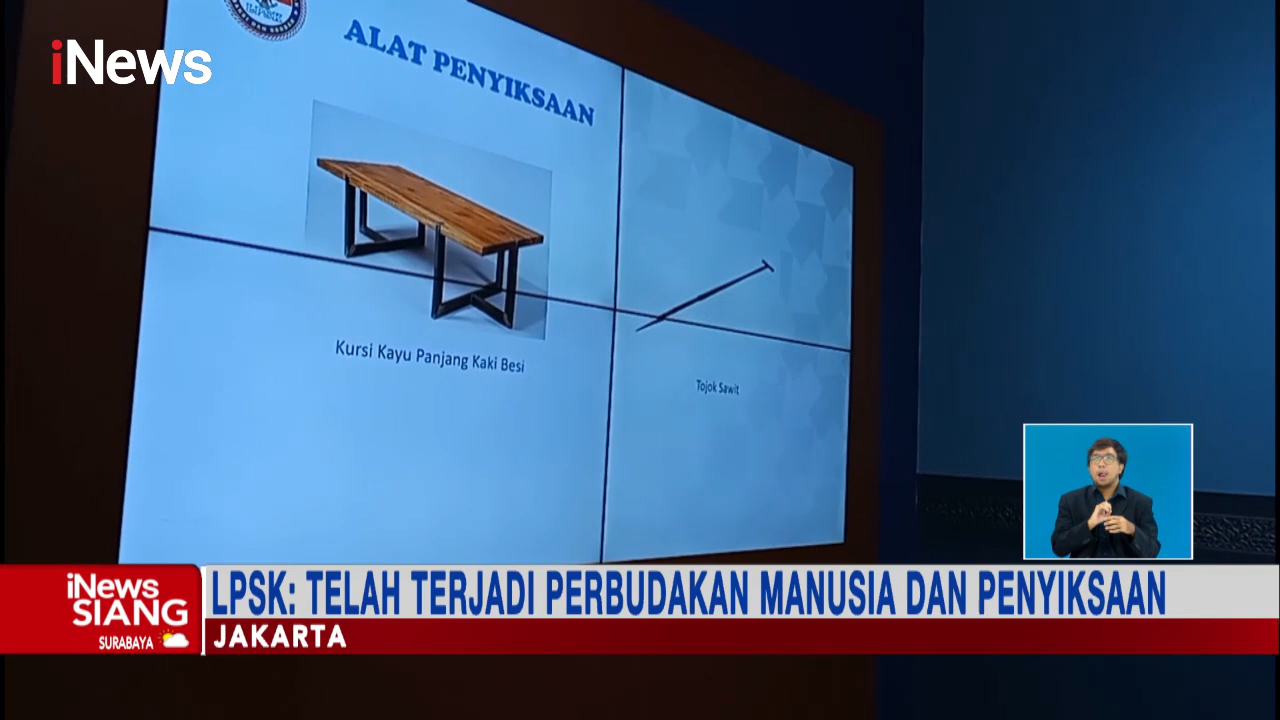 iNews
ALAT PENYIKSAAN
Kursi Kayu Panjang Kaki Besi
Tojok Sawit
iNews
SIANG
SURABAYA
LPSK: TELAH TERJADI PERBUDAKAN MANUSIA DAN PENYIKSAAN
JAKARTA